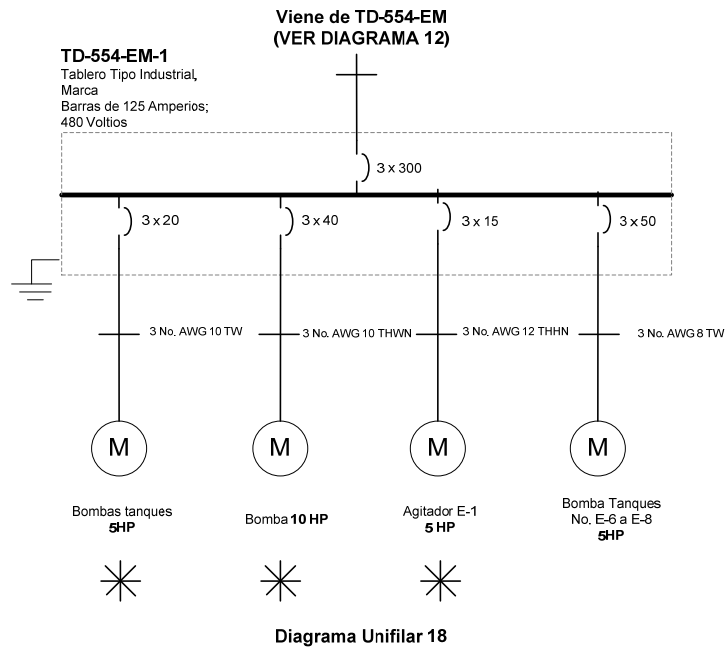 Viene de TD-554-EM
(VER DIAGRAMA 12)
TD-554-EM-1
Tablero Tipo Industrial,
Marca
Barras de 125 Amperios;
480 Voltios
3 x 300
3 x 20
3 x 40
3 x 15
3 x 50
3 No. AWG 10 TW
3 No. AWG 10 THWN
3 No. AWG 12 THHN
3 No. AWG 8 TW
M
M
M
M
Bombas tanques
5HP
Bomba 10 HP
Agitador E-1
5 HP
Bomba Tanques
No. E-6 a E-8
5HP
Diagrama Unifilar 18